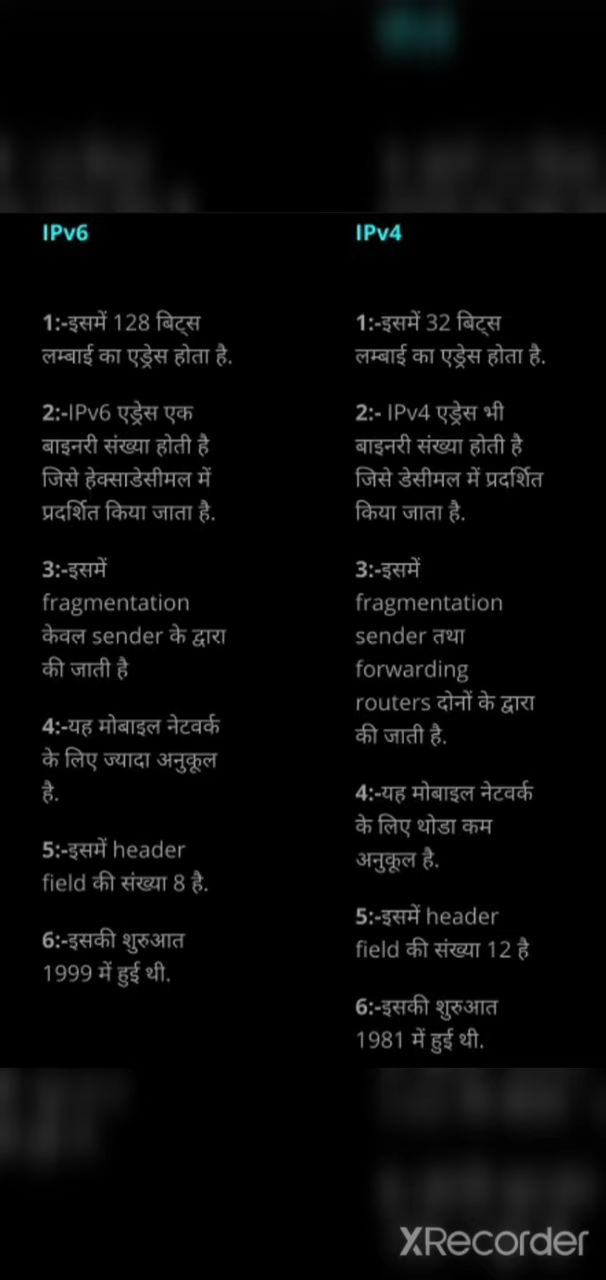 IPv6
1:-इसमें 128 बिट्स
लम्बाई का एड्रेस होता है.
2:-IPv6 एड्रेस एक
बाइनरी संख्या होती है
जिसे हेक्साडेसीमल में
प्रदर्शित किया जाता है.
3:-इसमें
fragmentation
केवल sender के द्वारा
की जाती है
4:-यह मोबाइल नेटवर्क
के लिए ज्यादा अनुकूल
है.
5:-इसमें header
field की संख्या 8 है.
6:-इसकी शुरुआत
1999 में हुई थी.
IPv4
1:-इसमें 32 बिट्स
लम्बाई का एड्रेस होता है.
2:- IPv4 एड्रेस भी
बाइनरी संख्या होती है
जिसे डेसीमल में प्रदर्शित
किया जाता है.
3:-इसमें
fragmentation
sender तथा
forwarding
routers दोनों के द्वारा
की जाती है.
4:-यह मोबाइल नेटवर्क
के लिए थोडा कम
अनुकूल है.
5:-इसमें header
field की संख्या 12 है
6:-इसकी शुरुआत
1981 में हुई थी.
XRecorder